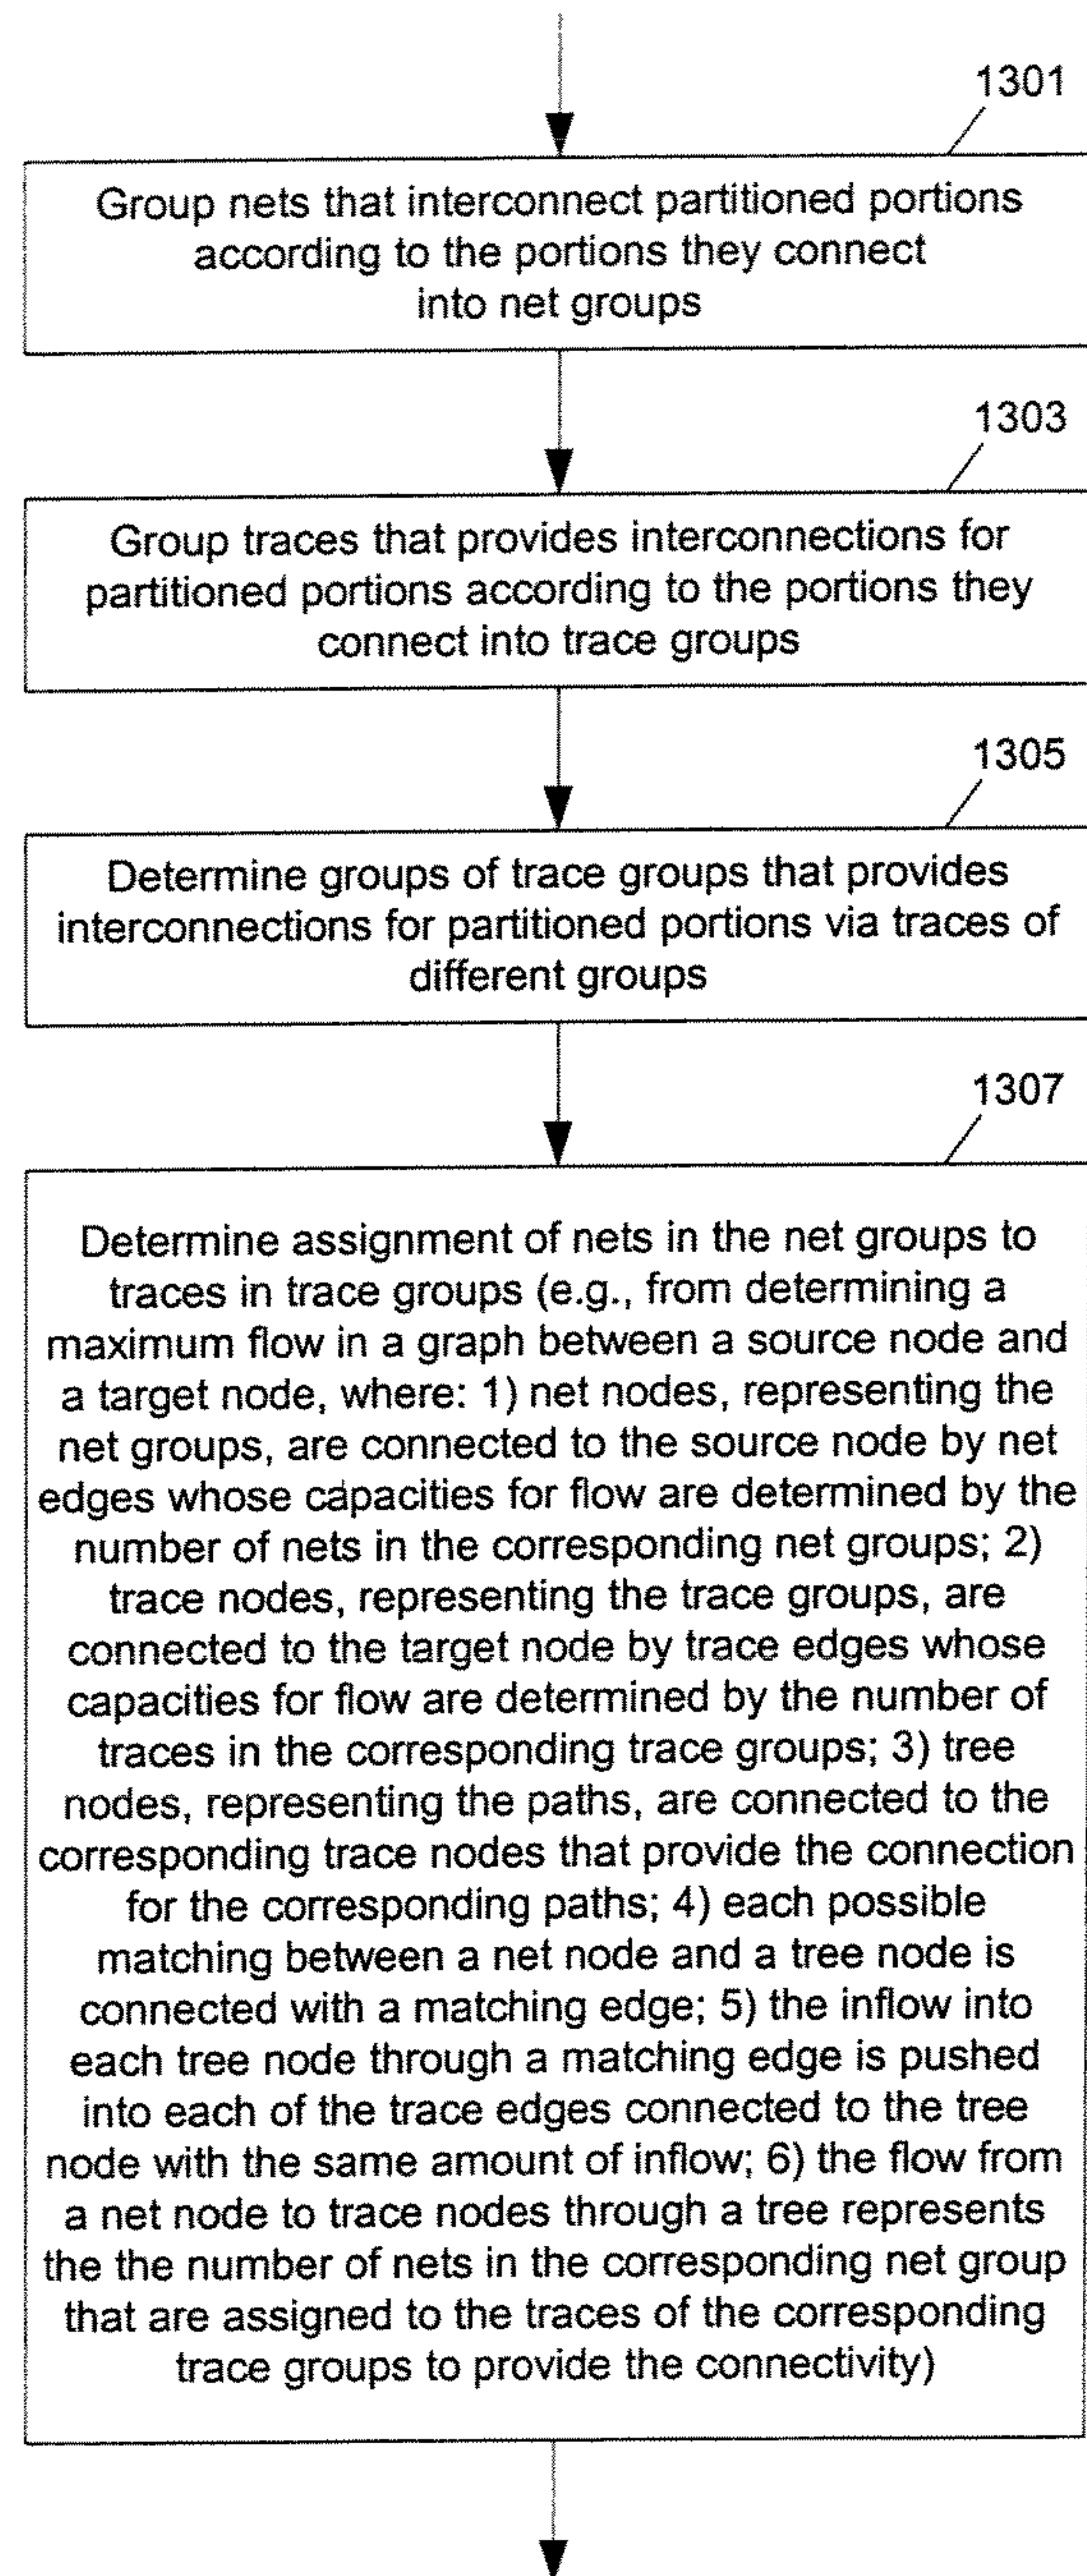 1301
Group nets that interconnect partitioned portions
according to the portions they connect
into net groups
1303
Group traces that provides interconnections for
partitioned portions according to the portions they
connect into trace groups
1305
Determine groups of trace groups that provides
interconnections for partitioned portions via traces of
different groups
1307
Determine assignment of nets in the net groups to
traces in trace groups (e.g., from determining a
maximum flow in a graph between a source node and
a target node, where: 1) net nodes, representing the
net groups, are connected to the source node by net
edges whose capacities for flow are determined by the
number of nets in the corresponding net groups; 2)
trace nodes, representing the trace groups, are
connected to the target node by trace edges whose
capacities for flow are determined by the number of
traces in the corresponding trace groups; 3) tree
nodes, representing the paths, are connected to the
corresponding trace nodes that provide the connection
for the corresponding paths; 4) each possible
matching between a net node and a tree node is
connected with a matching edge; 5) the inflow into
each tree node through a matching edge is pushed
into each of the trace edges connected to the tree
node with the same amount of inflow; 6) the flow from
a net node to trace nodes through a tree represents
the the number of nets in the corresponding net group
that are assigned to the traces of the corresponding
trace groups to provide the connectivity)